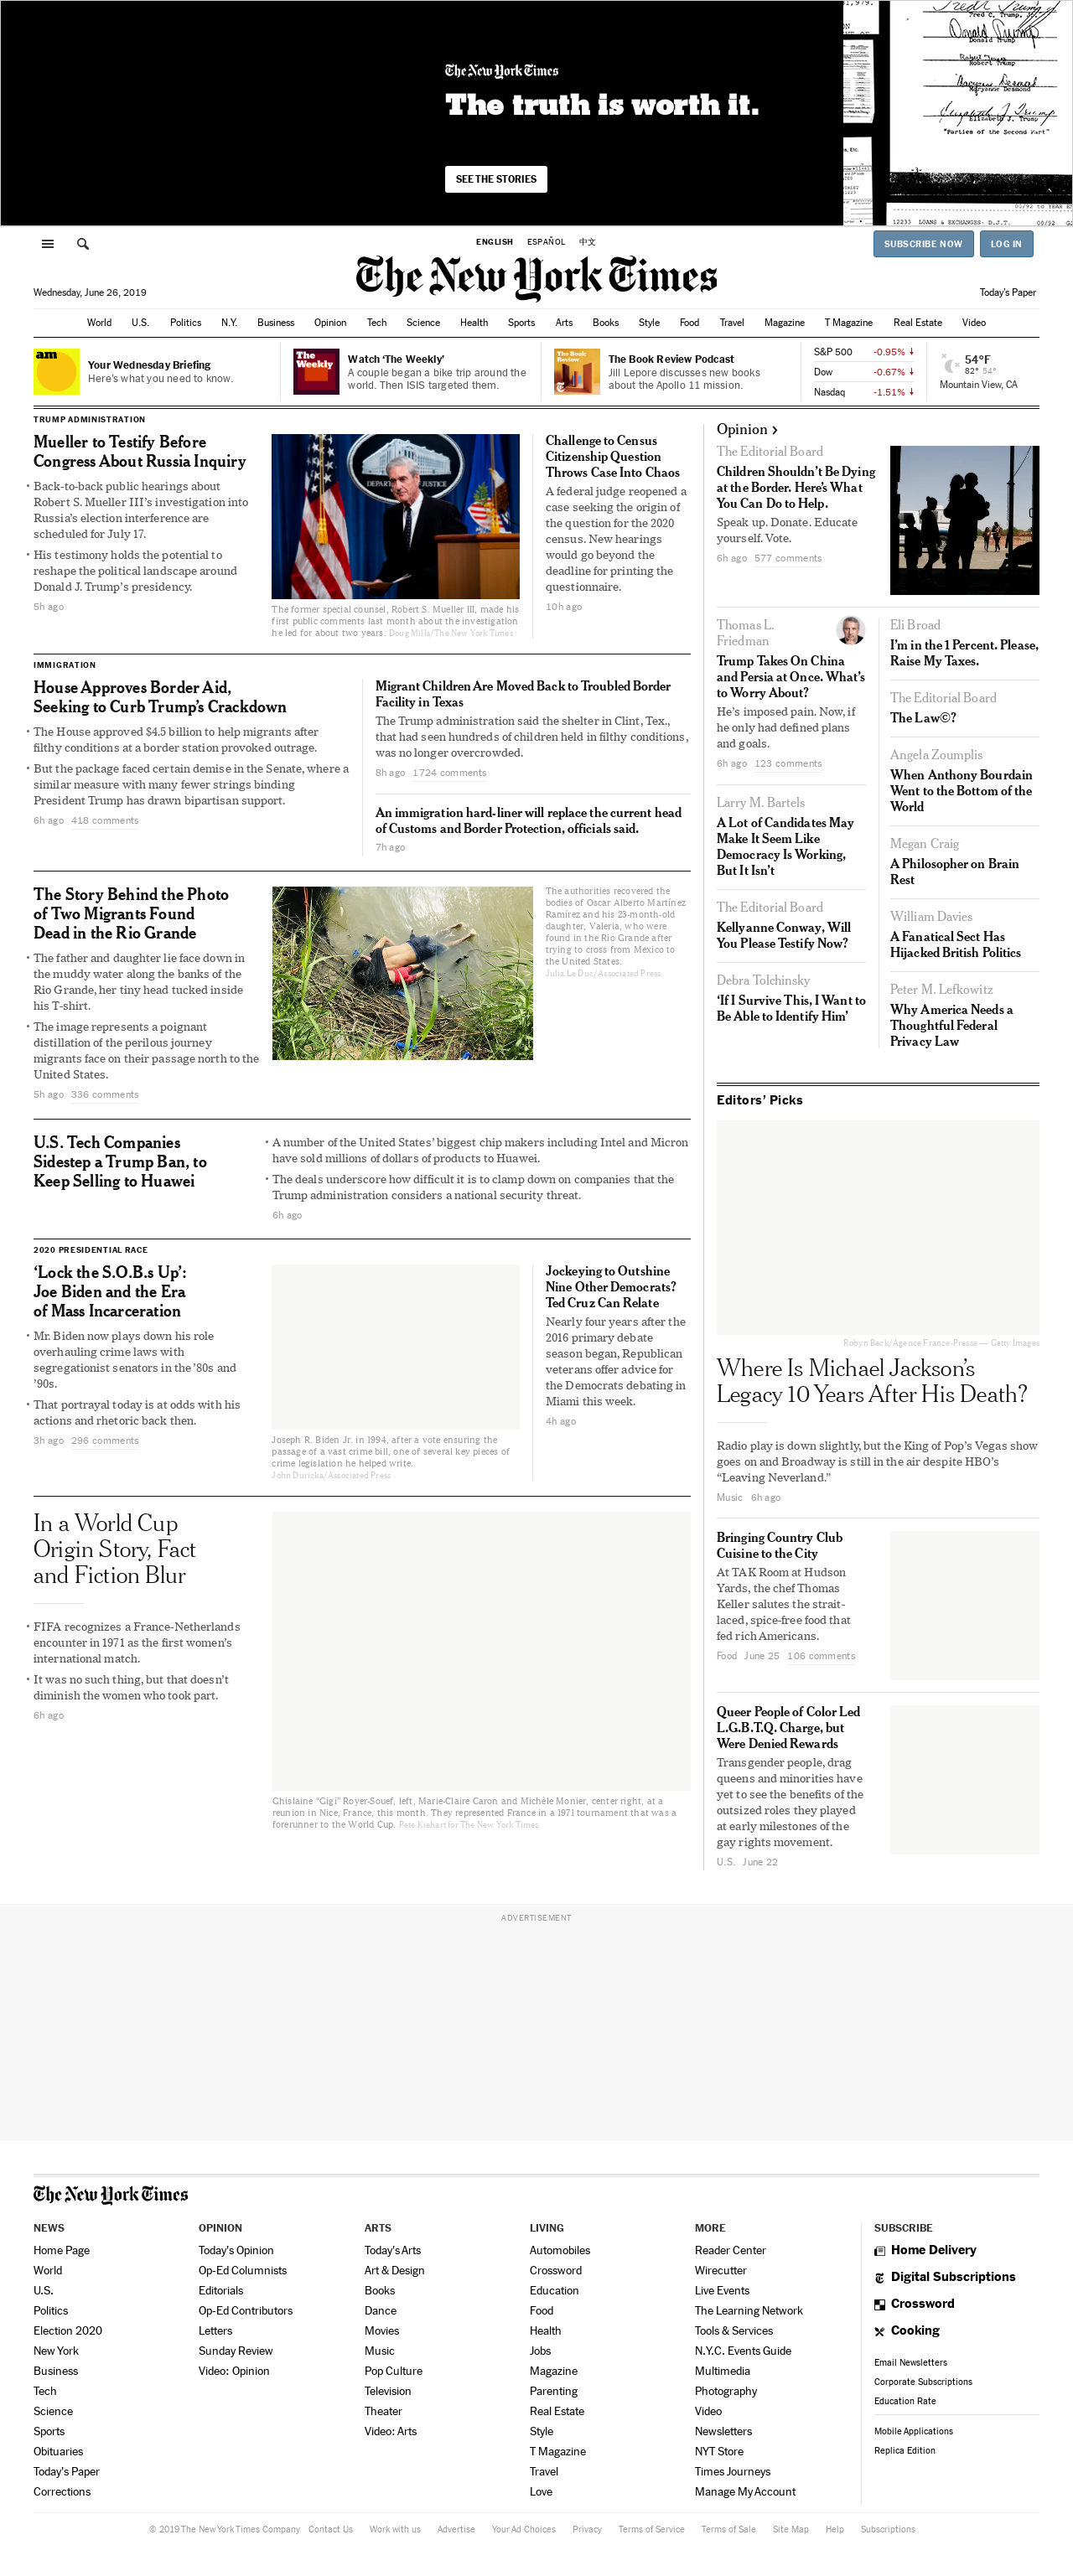 The New York Times
The truth is worth it.
SEE THE STORIES
Fred C. Trump, Jr.
Donald Trump
Robert Trump
Maryanne Desmond
Elizabeth J. Trump
"Parties of the Second Part"
ENGLISH ESPAÑOL 中文
SUBSCRIBE NOW LOG IN
The New York Times
Wednesday, June 26, 2019
Today's Paper
World U.S. Politics N.Y. Business Opinion Tech Science Health Sports Arts Books Style Food Travel Magazine T Magazine Real Estate Video
am
Your Wednesday Briefing
Here's what you need to know.
The Weekly
Watch 'The Weekly'
A couple began a bike trip around the
world. Then ISIS targeted them.
The Book Review
The Book Review Podcast
Jill Lepore discusses new books
about the Apollo 11 mission.
S&P 500 -0.95%
Dow -0.67%
Nasdaq -1.51%
54°F
82° 54°
Mountain View, CA
TRUMP ADMINISTRATION
Mueller to Testify Before
Congress About Russia Inquiry
• Back-to-back public hearings about
Robert S. Mueller III's investigation into
Russia's election interference are
scheduled for July 17.
• His testimony holds the potential to
reshape the political landscape around
Donald J. Trump's presidency.
5h ago
The former special counsel, Robert S. Mueller III, made his
first public comments last month about the investigation
he led for about two years. Doug Mills/The New York Times
Challenge to Census
Citizenship Question
Throws Case Into Chaos
A federal judge reopened a
case seeking the origin of
the question for the 2020
census. New hearings
would go beyond the
deadline for printing the
questionnaire.
10h ago
IMMIGRATION
House Approves Border Aid,
Seeking to Curb Trump's Crackdown
• The House approved $4.5 billion to help migrants after
filthy conditions at a border station provoked outrage.
• But the package faced certain demise in the Senate, where a
similar measure with many fewer strings binding
President Trump has drawn bipartisan support.
6h ago 418 comments
Migrant Children Are Moved Back to Troubled Border
Facility in Texas
The Trump administration said the shelter in Clint, Tex.,
that had seen hundreds of children held in filthy conditions,
was no longer overcrowded.
8h ago 1724 comments
An immigration hard-liner will replace the current head
of Customs and Border Protection, officials said.
7h ago
The Story Behind the Photo
of Two Migrants Found
Dead in the Rio Grande
• The father and daughter lie face down in
the muddy water along the banks of the
Rio Grande, her tiny head tucked inside
his T-shirt.
• The image represents a poignant
distillation of the perilous journey
migrants face on their passage north to the
United States.
5h ago 336 comments
The authorities recovered the
bodies of Oscar Alberto Martínez
Ramírez and his 23-month-old
daughter, Valeria, who were
found in the Rio Grande after
trying to cross from Mexico to
the United States.
Julia Le Duc/Associated Press
U.S. Tech Companies
Sidestep a Trump Ban, to
Keep Selling to Huawei
• A number of the United States' biggest chip makers including Intel and Micron
have sold millions of dollars of products to Huawei.
• The deals underscore how difficult it is to clamp down on companies that the
Trump administration considers a national security threat.
6h ago
2020 PRESIDENTIAL RACE
'Lock the S.O.B.s Up':
Joe Biden and the Era
of Mass Incarceration
• Mr. Biden now plays down his role
overhauling crime laws with
segregationist senators in the '80s and
'90s.
• That portrayal today is at odds with his
actions and rhetoric back then.
3h ago 296 comments
Joseph R. Biden Jr. in 1994, after a vote ensuring the
passage of a vast crime bill, one of several key pieces of
crime legislation he helped write.
John Duricka/Associated Press
Jockeying to Outshine
Nine Other Democrats?
Ted Cruz Can Relate
Nearly four years after the
2016 primary debate
season began, Republican
veterans offer advice for
the Democrats debating in
Miami this week.
4h ago
In a World Cup
Origin Story, Fact
and Fiction Blur
• FIFA recognizes a France-Netherlands
encounter in 1971 as the first women's
international match.
• It was no such thing, but that doesn't
diminish the women who took part.
6h ago
Ghislaine "Gigi" Royer-Souef, left, Marie-Claire Caron and Michèle Monier, center right, at a
reunion in Nice, France, this month. They represented France in a 1971 tournament that was a
forerunner to the World Cup. Pete Kiehart for The New York Times
Opinion
The Editorial Board
Children Shouldn't Be Dying
at the Border. Here's What
You Can Do to Help.
Speak up. Donate. Educate
yourself. Vote.
6h ago 577 comments
Thomas L.
Friedman
Trump Takes On China
and Persia at Once. What's
to Worry About?
He's imposed pain. Now, if
he only had defined plans
and goals.
6h ago 123 comments
Larry M. Bartels
A Lot of Candidates May
Make It Seem Like
Democracy Is Working,
But It Isn't
The Editorial Board
Kellyanne Conway, Will
You Please Testify Now?
Debra Tolchinsky
'If I Survive This, I Want to
Be Able to Identify Him'
Eli Broad
I'm in the 1 Percent. Please,
Raise My Taxes.
The Editorial Board
The Law©?
Angela Zoumplis
When Anthony Bourdain
Went to the Bottom of the
World
Megan Craig
A Philosopher on Brain
Rest
William Davies
A Fanatical Sect Has
Hijacked British Politics
Peter M. Lefkowitz
Why America Needs a
Thoughtful Federal
Privacy Law
Editors' Picks
Robyn Beck/Agence France-Presse — Getty Images
Where Is Michael Jackson's
Legacy 10 Years After His Death?
Radio play is down slightly, but the King of Pop's Vegas show
goes on and Broadway is still in the air despite HBO's
"Leaving Neverland."
Music 6h ago
Bringing Country Club
Cuisine to the City
At TAK Room at Hudson
Yards, the chef Thomas
Keller salutes the strait-
laced, spice-free food that
fed rich Americans.
Food June 25 106 comments
Queer People of Color Led
L.G.B.T.Q. Charge, but
Were Denied Rewards
Transgender people, drag
queens and minorities have
yet to see the benefits of the
outsized roles they played
at early milestones of the
gay rights movement.
U.S. June 22
ADVERTISEMENT
The New York Times
NEWS
Home Page
World
U.S.
Politics
Election 2020
New York
Business
Tech
Science
Sports
Obituaries
Today's Paper
Corrections
OPINION
Today's Opinion
Op-Ed Columnists
Editorials
Op-Ed Contributors
Letters
Sunday Review
Video: Opinion
ARTS
Today's Arts
Art & Design
Books
Dance
Movies
Music
Pop Culture
Television
Theater
Video: Arts
LIVING
Automobiles
Crossword
Education
Food
Health
Jobs
Magazine
Parenting
Real Estate
Style
T Magazine
Travel
Love
MORE
Reader Center
Wirecutter
Live Events
The Learning Network
Tools & Services
N.Y.C. Events Guide
Multimedia
Photography
Video
Newsletters
NYT Store
Times Journeys
Manage My Account
SUBSCRIBE
Home Delivery
Digital Subscriptions
Crossword
Cooking
Email Newsletters
Corporate Subscriptions
Education Rate
Mobile Applications
Replica Edition
© 2019 The New York Times Company Contact Us Work with us Advertise Your Ad Choices Privacy Terms of Service Terms of Sale Site Map Help Subscriptions